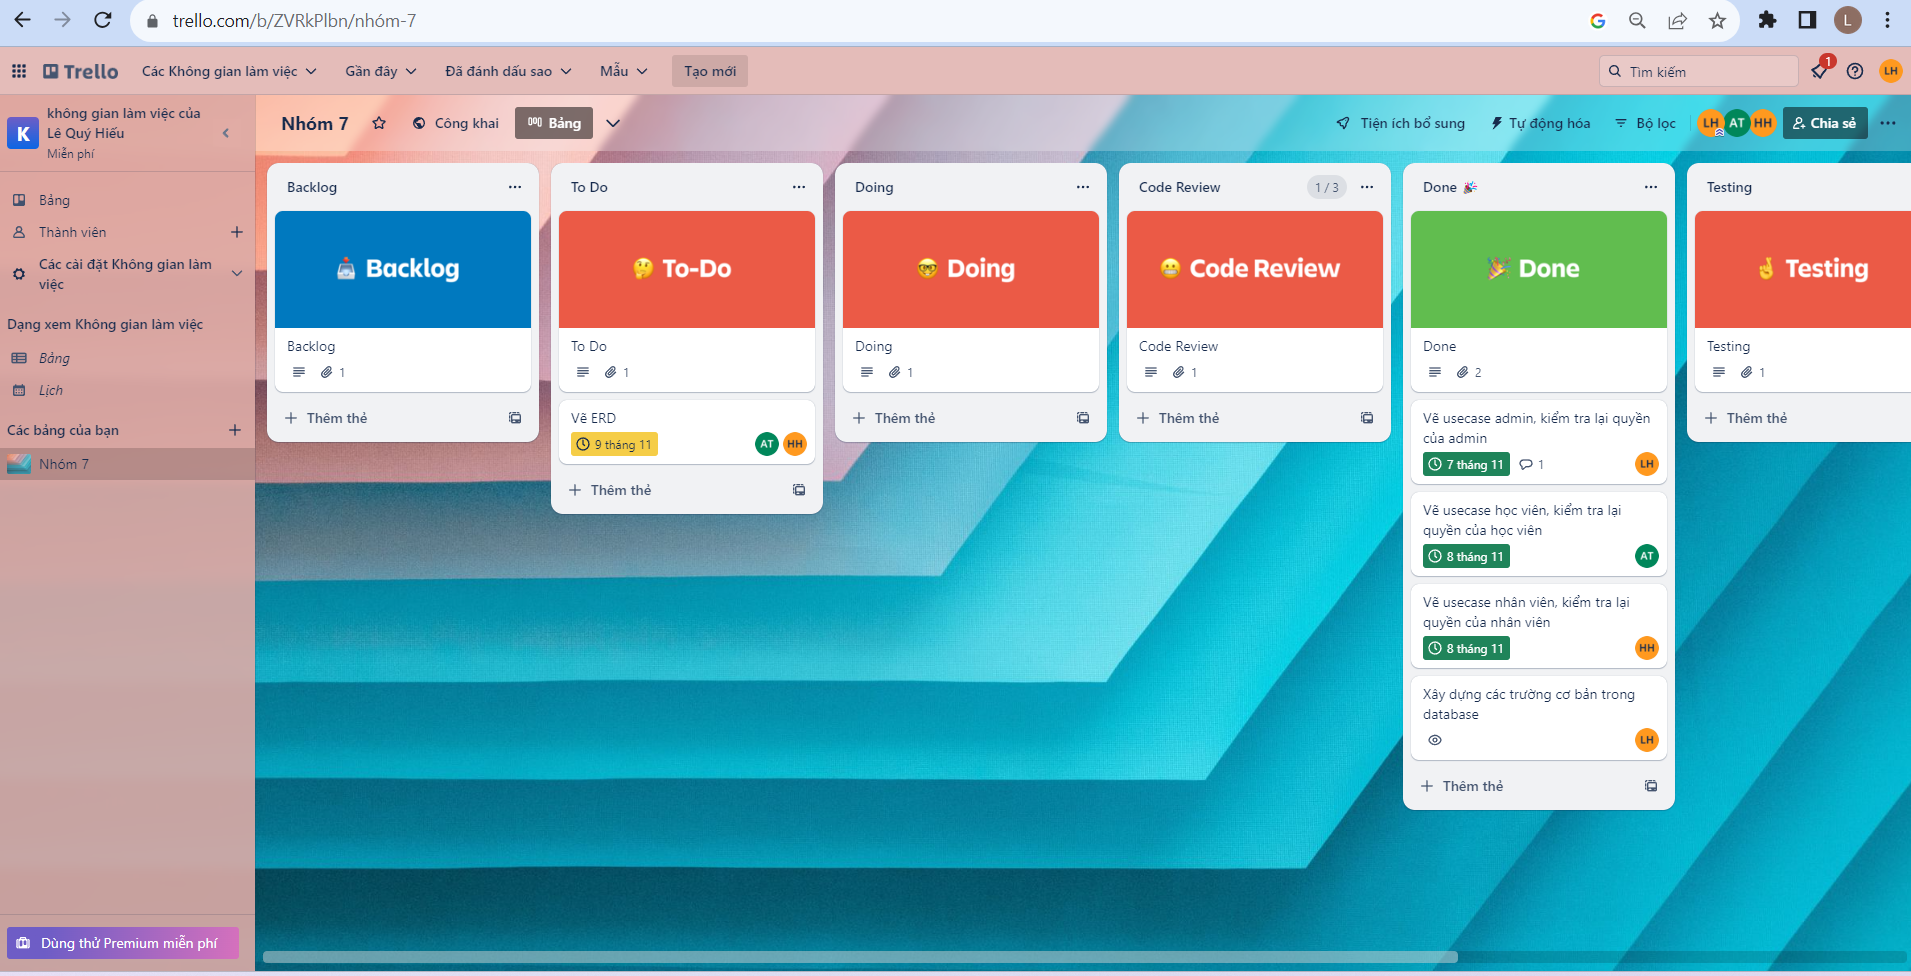 trello.com/b/ZVRkPlbn/nhóm-7
L
Trello
Các Không gian làm việc
Gần đây
Đã đánh dấu sao
Mẫu
Tạo mới
Tìm kiếm
1
LH
K
không gian làm việc của
Lê Quý Hiếu
Miễn phí
Bảng
Thành viên
Các cài đặt Không gian làm
việc
Dạng xem Không gian làm việc
Bảng
Lịch
Các bảng của bạn
Nhóm 7
Dùng thử Premium miễn phí
Nhóm 7
Công khai
Bảng
Tiện ích bổ sung
Tự động hóa
Bộ lọc
LH
AT
HH
Chia sẻ
Backlog
Backlog
Backlog
1
Thêm thẻ
To Do
To-Do
To Do
1
Vẽ ERD
9 tháng 11
AT
HH
Thêm thẻ
Doing
Doing
Doing
1
Thêm thẻ
Code Review
1 / 3
Code Review
Code Review
1
Thêm thẻ
Done
Done
Done
2
Vẽ usecase admin, kiểm tra lại quyền
của admin
7 tháng 11
1
LH
Vẽ usecase học viên, kiểm tra lại
quyền của học viên
8 tháng 11
AT
Vẽ usecase nhân viên, kiểm tra lại
quyền của nhân viên
8 tháng 11
HH
Xây dựng các trường cơ bản trong
database
LH
Thêm thẻ
Testing
Testing
Testing
1
Thêm thẻ